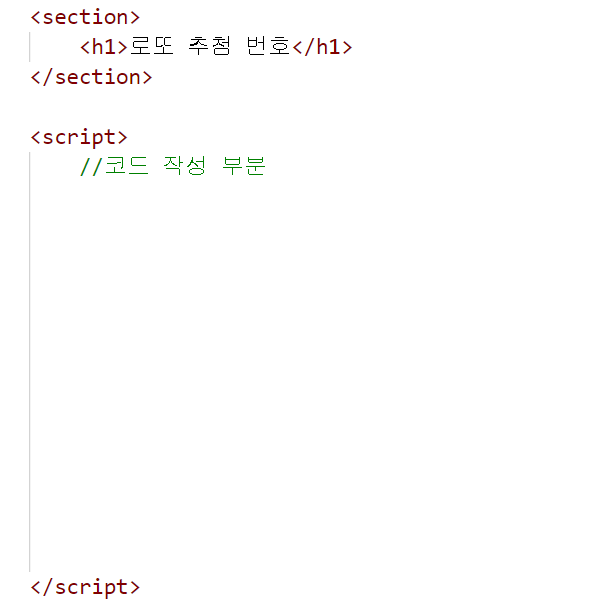 <section>
<h1>로또 추첨 번호</h1>
</section>
<script>
//코드 작성 부분
</script>